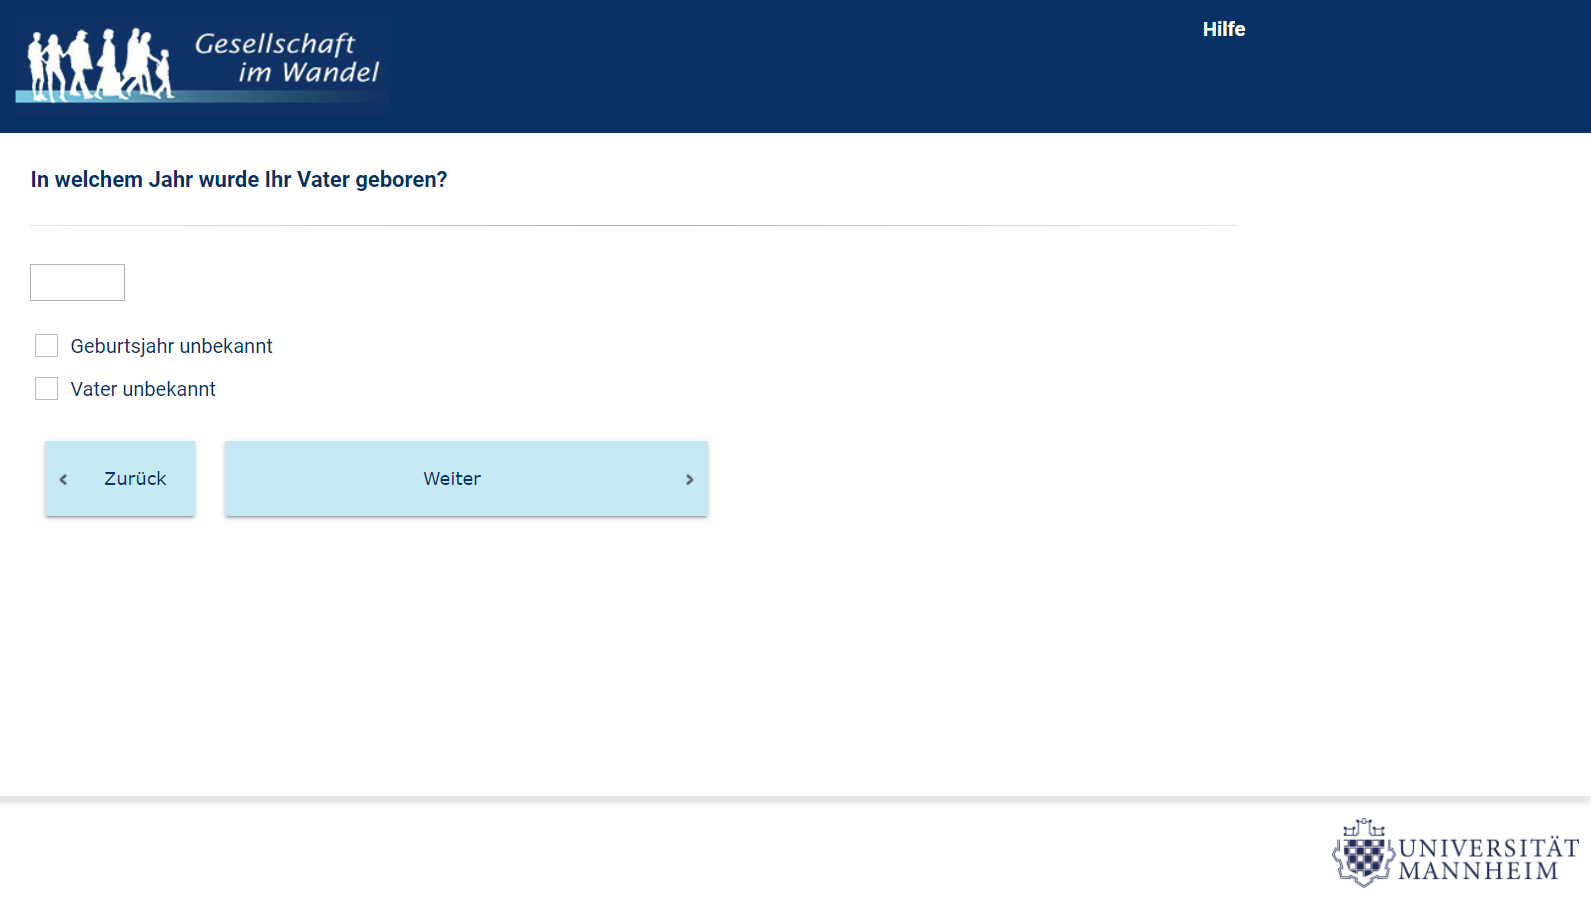 Gesellschaft
im Wandel
Hilfe
In welchem Jahr wurde Ihr Vater geboren?
Geburtsjahr unbekannt
Vater unbekannt
Zurück
Weiter
UNIVERSITÄT
MANNHEIM